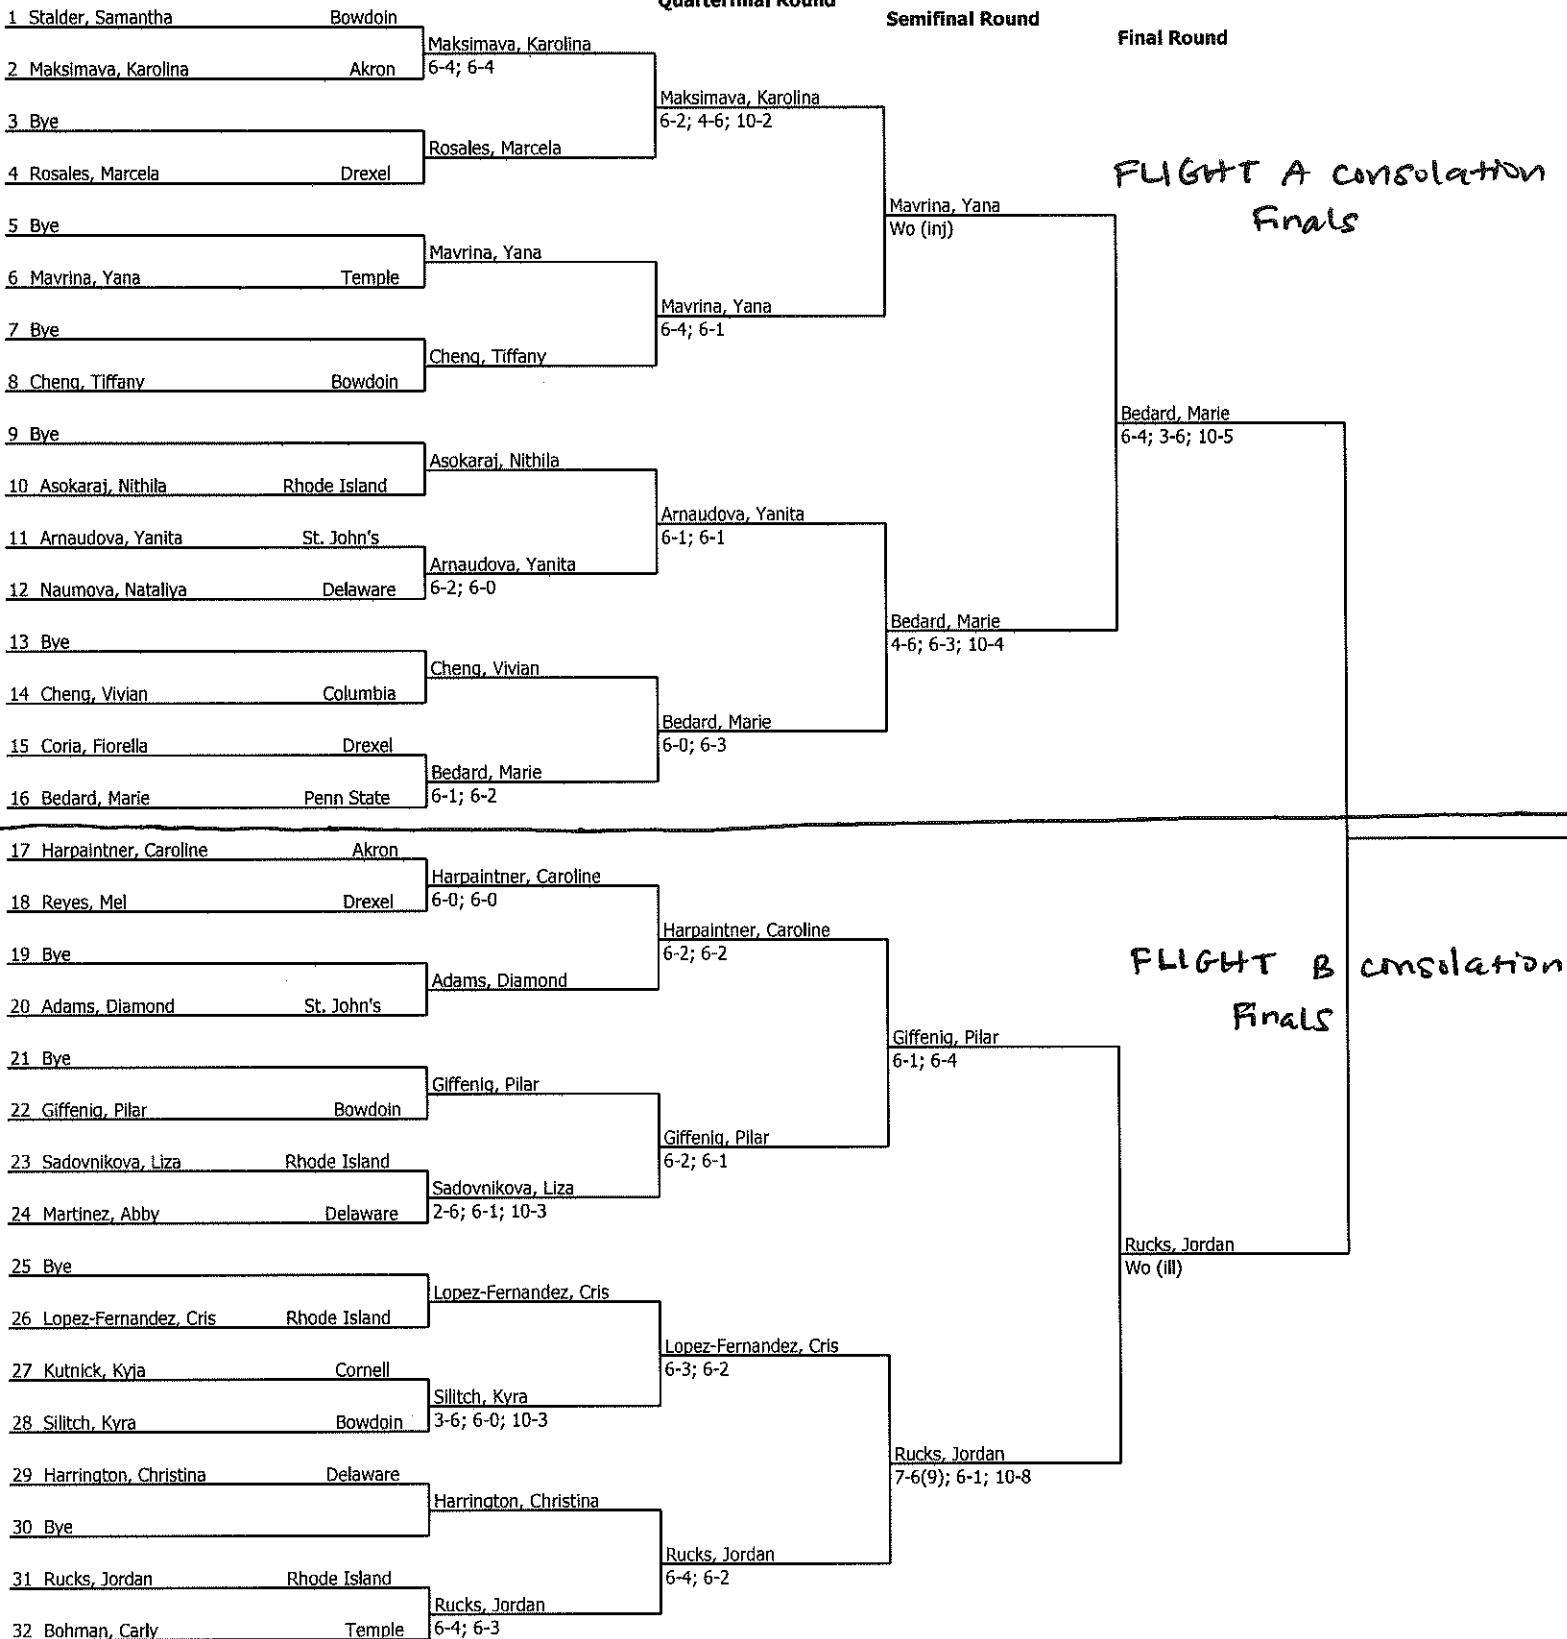 Quarterfinal Round
Semifinal Round
Final Round
1 Stalder, Samantha Bowdoin
Maksimava, Karolina
2 Maksimava, Karolina Akron
6-4; 6-4
Maksimava, Karolina
6-2; 4-6; 10-2
3 Bye
Rosales, Marcela
4 Rosales, Marcela Drexel
FLIGHT A consolation
Finals
Mavrina, Yana
Wo (inj)
5 Bye
Mavrina, Yana
6 Mavrina, Yana Temple
Mavrina, Yana
6-4; 6-1
7 Bye
Cheng, Tiffany
8 Cheng, Tiffany Bowdoin
Bedard, Marie
6-4; 3-6; 10-5
9 Bye
Asokaraj, Nithila
10 Asokaraj, Nithila Rhode Island
Arnaudova, Yanita
6-1; 6-1
11 Arnaudova, Yanita St. John's
Arnaudova, Yanita
6-2; 6-0
12 Naumova, Nataliya Delaware
Bedard, Marie
4-6; 6-3; 10-4
13 Bye
Cheng, Vivian
14 Cheng, Vivian Columbia
Bedard, Marie
6-0; 6-3
15 Coria, Fiorella Drexel
Bedard, Marie
6-1; 6-2
16 Bedard, Marie Penn State
17 Harpaintner, Caroline Akron
Harpaintner, Caroline
6-0; 6-0
18 Reyes, Mel Drexel
Harpaintner, Caroline
6-2; 6-2
19 Bye
Adams, Diamond
20 Adams, Diamond St. John's
FLIGHT B consolation
Finals
Giffenig, Pilar
6-1; 6-4
21 Bye
Giffenig, Pilar
22 Giffenig, Pilar Bowdoin
Giffenig, Pilar
6-2; 6-1
23 Sadovnikova, Liza Rhode Island
Sadovnikova, Liza
2-6; 6-1; 10-3
24 Martinez, Abby Delaware
Rucks, Jordan
Wo (ill)
25 Bye
Lopez-Fernandez, Cris
26 Lopez-Fernandez, Cris Rhode Island
Lopez-Fernandez, Cris
6-3; 6-2
27 Kutnick, Kyja Cornell
Silitch, Kyra
3-6; 6-0; 10-3
28 Silitch, Kyra Bowdoin
Rucks, Jordan
7-6(9); 6-1; 10-8
29 Harrington, Christina Delaware
Harrington, Christina
30 Bye
Rucks, Jordan
6-4; 6-2
31 Rucks, Jordan Rhode Island
Rucks, Jordan
6-4; 6-3
32 Bohman, Carly Temple